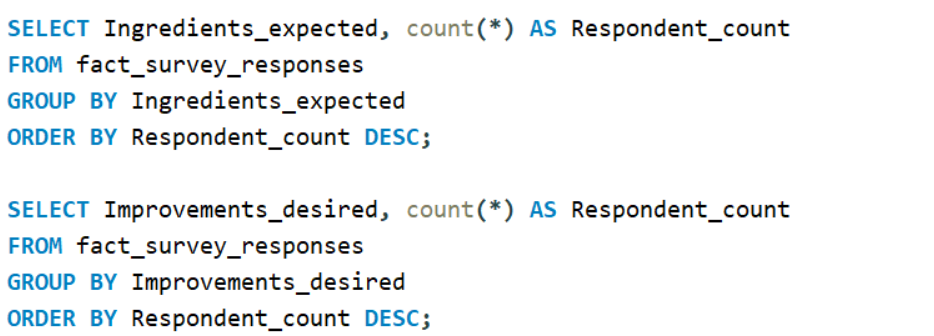 SELECT Ingredients_expected, count(*) AS Respondent_count
FROM fact_survey_responses
GROUP BY Ingredients_expected
ORDER BY Respondent_count DESC;
SELECT Improvements_desired, count(*) AS Respondent_count
FROM fact_survey_responses
GROUP BY Improvements_desired
ORDER BY Respondent_count DESC;